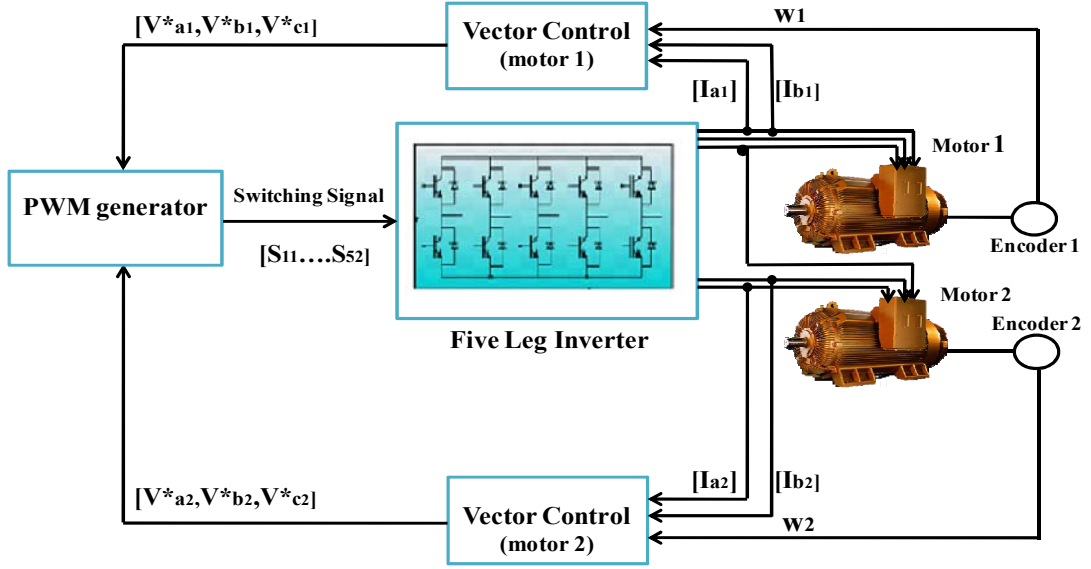 [V*a1,V*b1,V*c1]
Vector Control
(motor 1)
w1
[Ia1]
[Ib1]
Motor 1
PWM generator
Switching Signal
[S11....S52]
Encoder 1
Motor 2
Encoder 2
Five Leg Inverter
[V*a2,V*b2,V*c2]
Vector Control
(motor 2)
[Ia2]
[Ib2]
w2